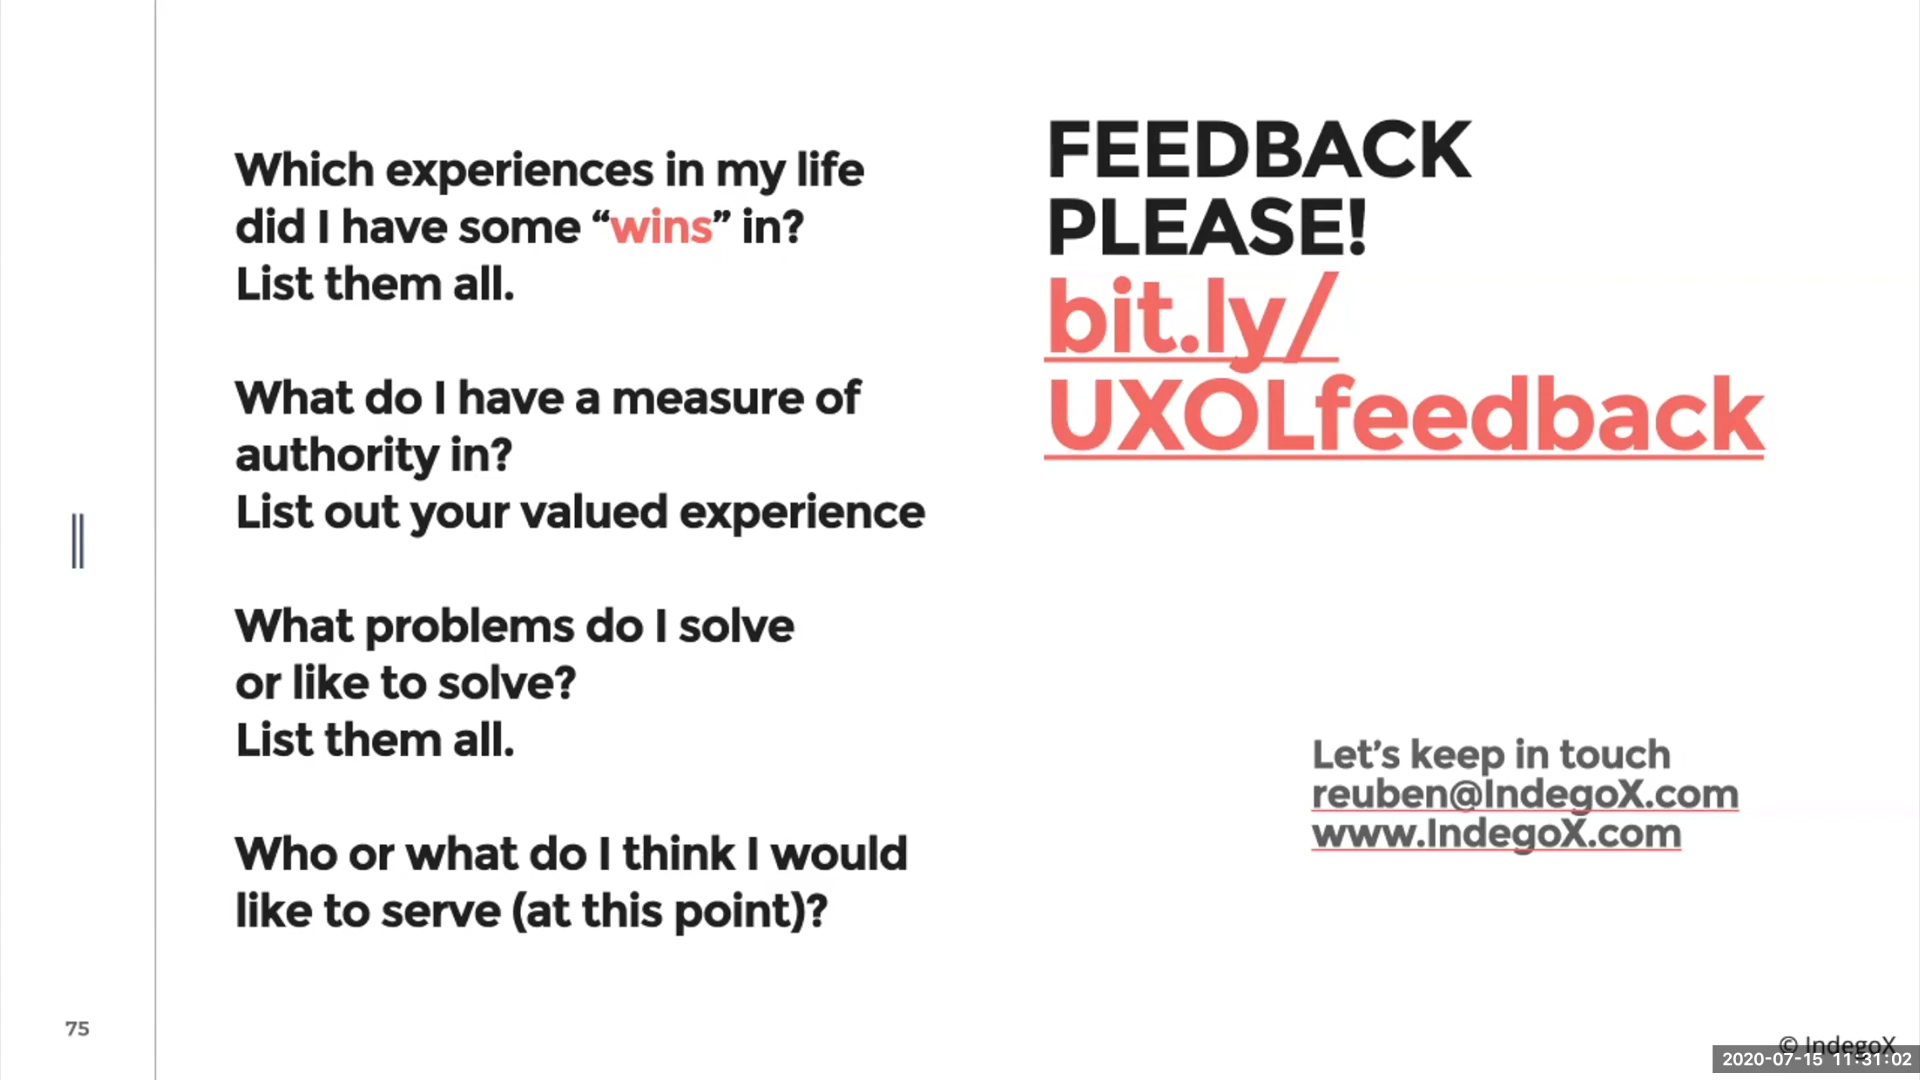 Which experiences in my life
did I have some “wins” in?
List them all.
What do I have a measure of
authority in?
List out your valued experience
What problems do I solve
or like to solve?
List them all.
Who or what do I think I would
like to serve (at this point)?
FEEDBACK
PLEASE!
bit.ly/
UXOLfeedback
Let’s keep in touch
reuben@IndegoX.com
www.IndegoX.com
75
© IndegoX
2020-07-15 11:31:02